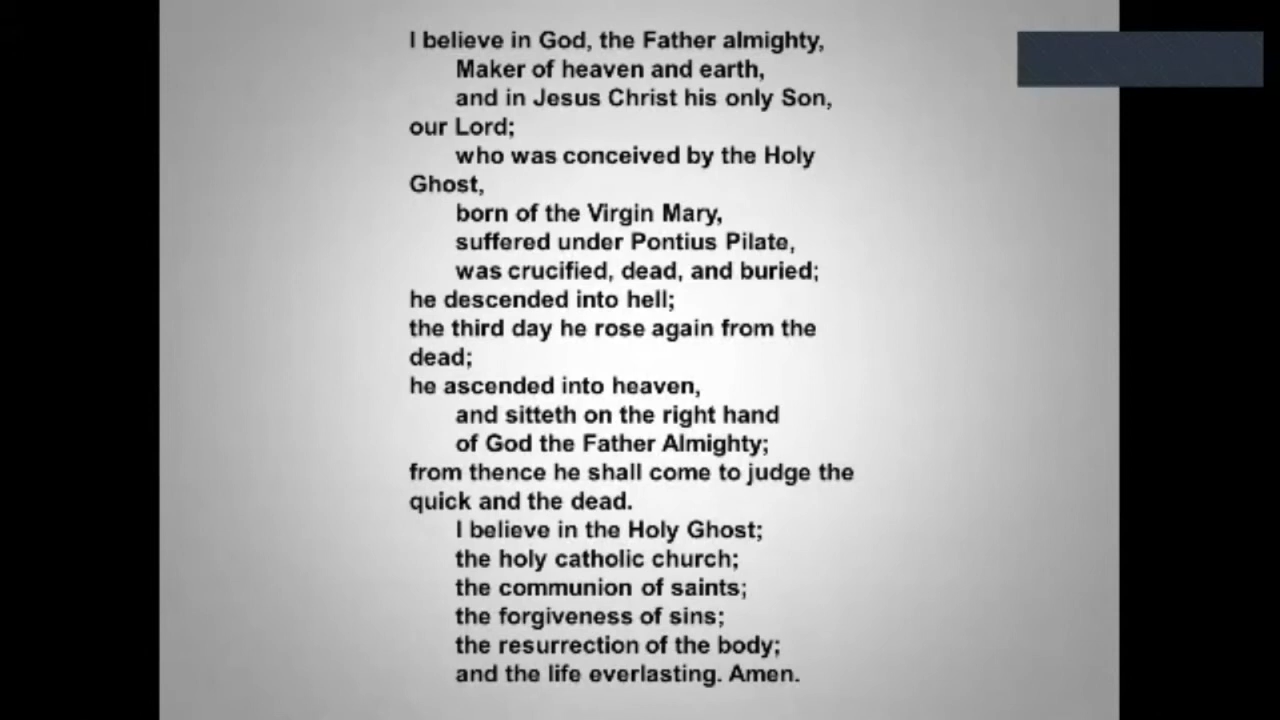 I believe in God, the Father almighty,
Maker of heaven and earth,
and in Jesus Christ his only Son,
our Lord;
who was conceived by the Holy
Ghost,
born of the Virgin Mary,
suffered under Pontius Pilate,
was crucified, dead, and buried;
he descended into hell;
the third day he rose again from the
dead;
he ascended into heaven,
and sitteth on the right hand
of God the Father Almighty;
from thence he shall come to judge the
quick and the dead.
I believe in the Holy Ghost;
the holy catholic church;
the communion of saints;
the forgiveness of sins;
the resurrection of the body;
and the life everlasting. Amen.